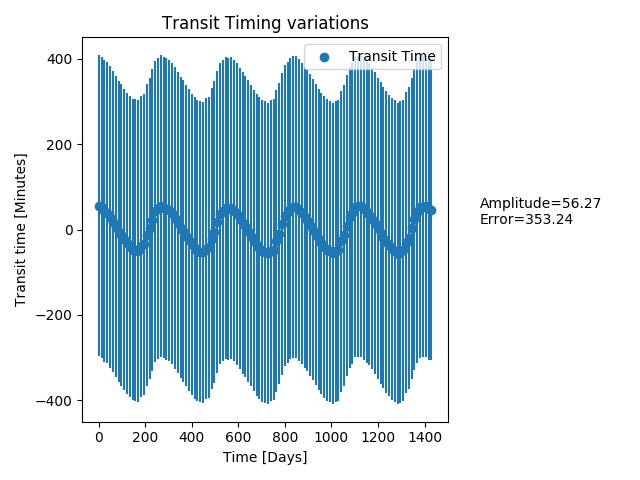 Transit Timing variations
Transit Time
Transit time [Minutes]
400
200
0
−200
−400
0 200 400 600 800 1000 1200 1400
Time [Days]
Amplitude=56.27
Error=353.24